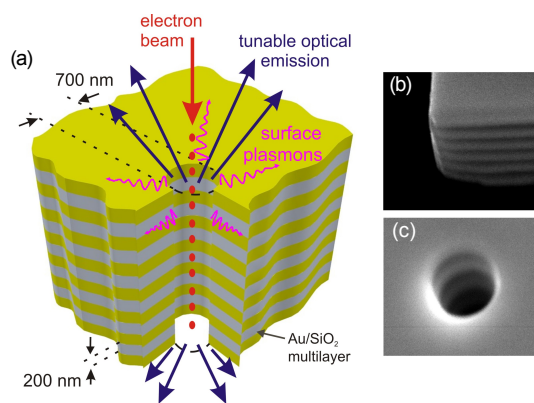 (a)
electron
beam
tunable optical
emission
700 nm
surface
plasmons
Au/SiO₂
multilayer
200 nm
(b)
(c)